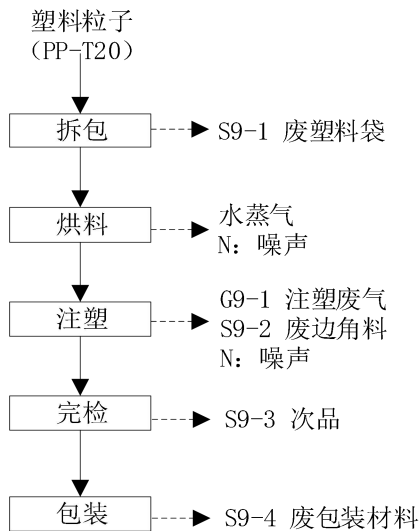 塑料粒子
（PP-T20）
拆包
S9-1 废塑料袋
烘料
水蒸气
N：噪声
注塑
G9-1 注塑废气
S9-2 废边角料
N：噪声
完检
S9-3 次品
包装
S9-4 废包装材料